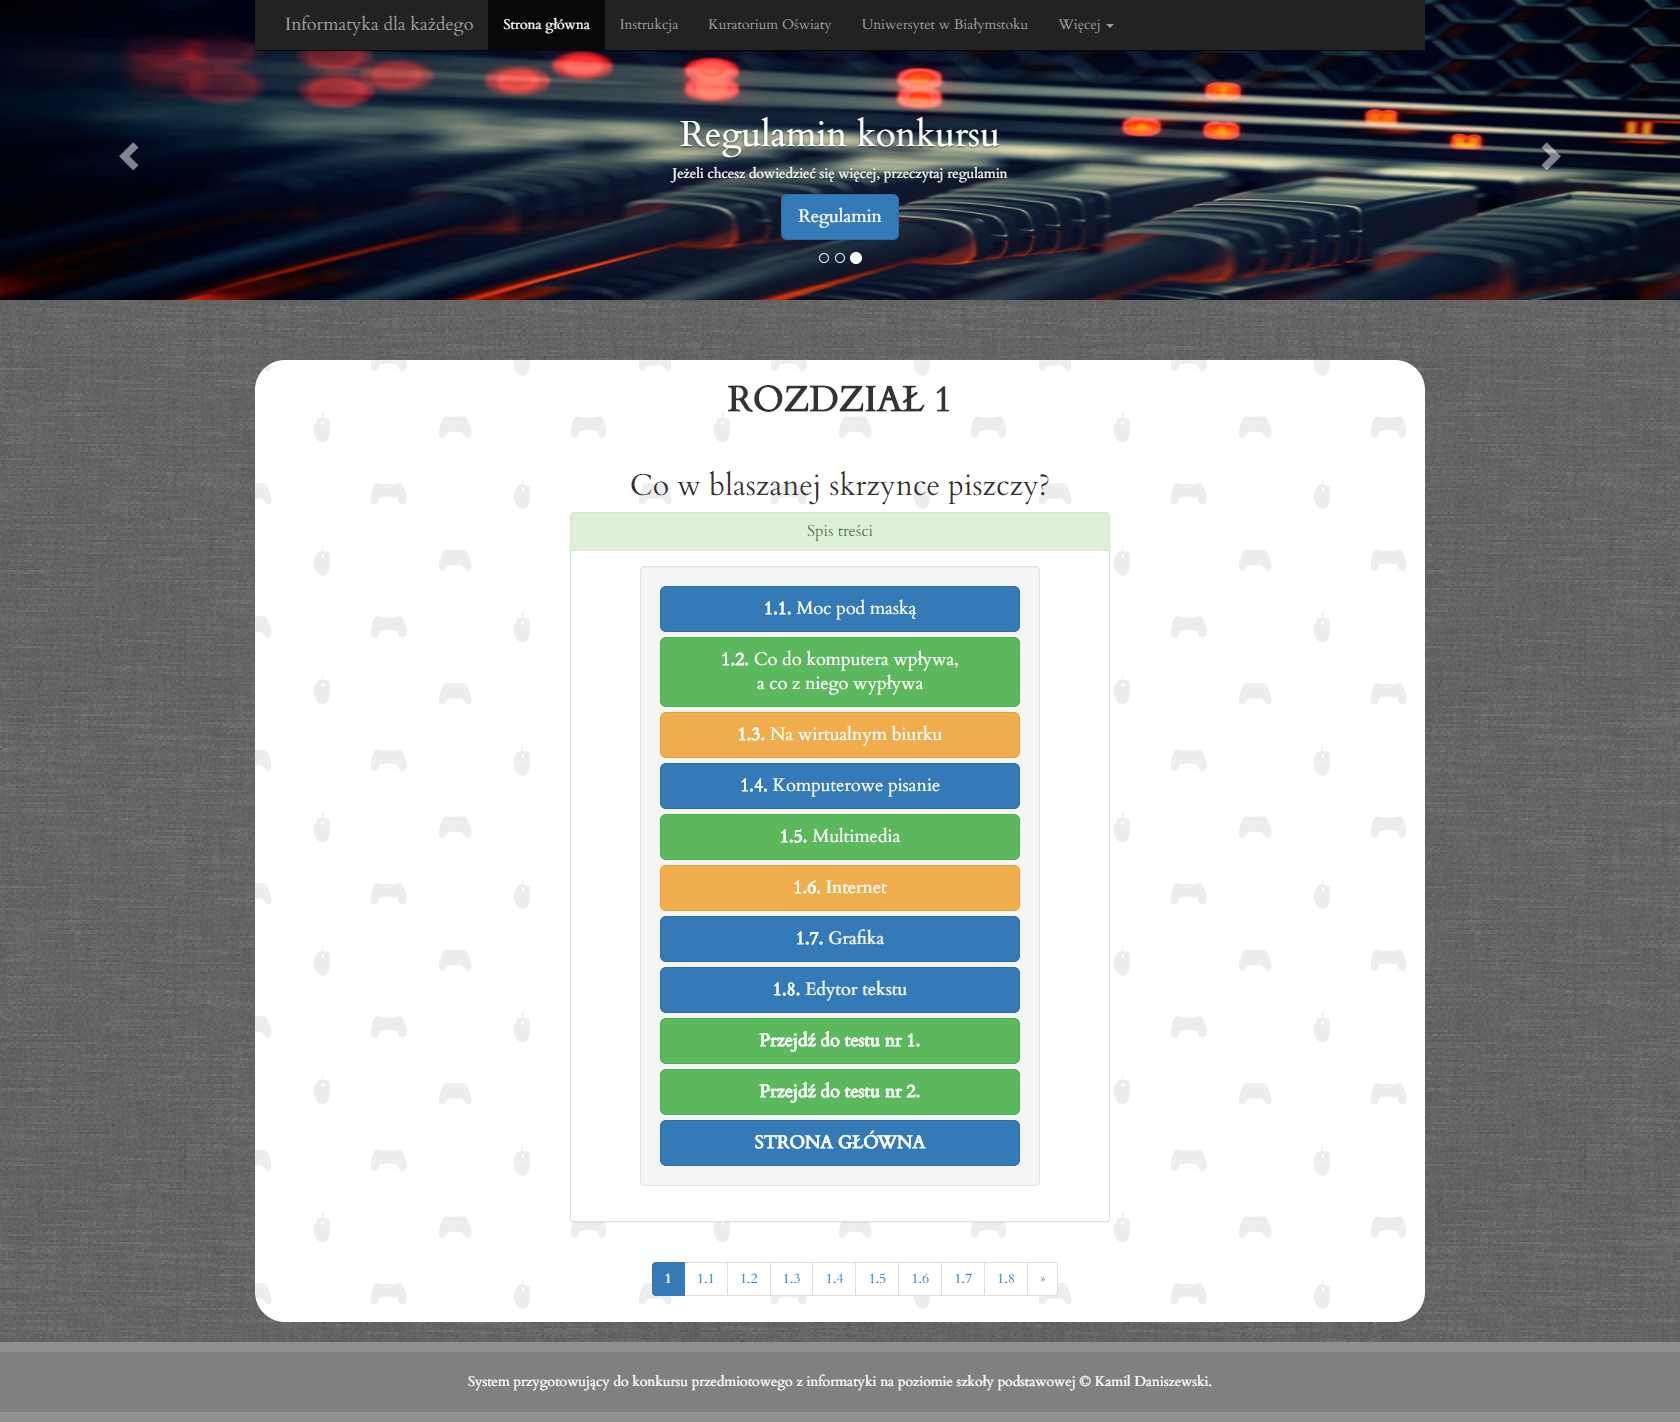 Informatyka dla każdego
Strona główna
Instrukcja
Kuratorium Oświaty
Uniwersytet w Białymstoku
Więcej
Regulamin konkursu
Jeżeli chcesz dowiedzieć się więcej, przeczytaj regulamin
Regulamin
ROZDZIAŁ 1
Co w blaszanej skrzynce piszczy?
Spis treści
1.1. Moc pod maską
1.2. Co do komputera wpływa,
a co z niego wypływa
1.3. Na wirtualnym biurku
1.4. Komputerowe pisanie
1.5. Multimedia
1.6. Internet
1.7. Grafika
1.8. Edytor tekstu
Przejdź do testu nr 1.
Przejdź do testu nr 2.
STRONA GŁÓWNA
1 1.1 1.2 1.3 1.4 1.5 1.6 1.7 1.8 »
System przygotowujący do konkursu przedmiotowego z informatyki na poziomie szkoły podstawowej © Kamil Daniszewski.